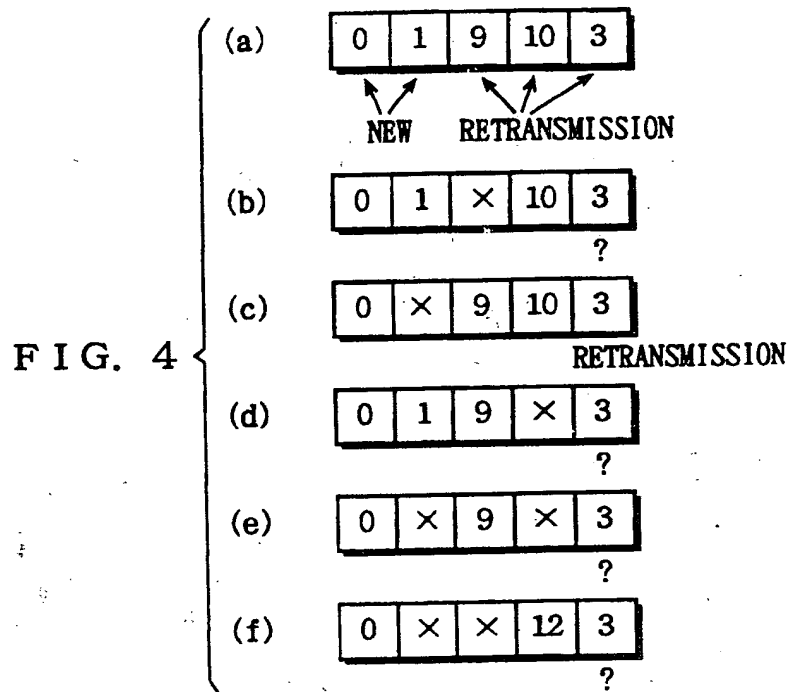 (a) 0 1 9 10 3
NEW RETRANSMISSION
(b) 0 1 × 10 3
?
(c) 0 × 9 10 3
FIG. 4 RETRANSMISSION
(d) 0 1 9 × 3
?
(e) 0 × 9 × 3
?
(f) 0 × × 12 3
?